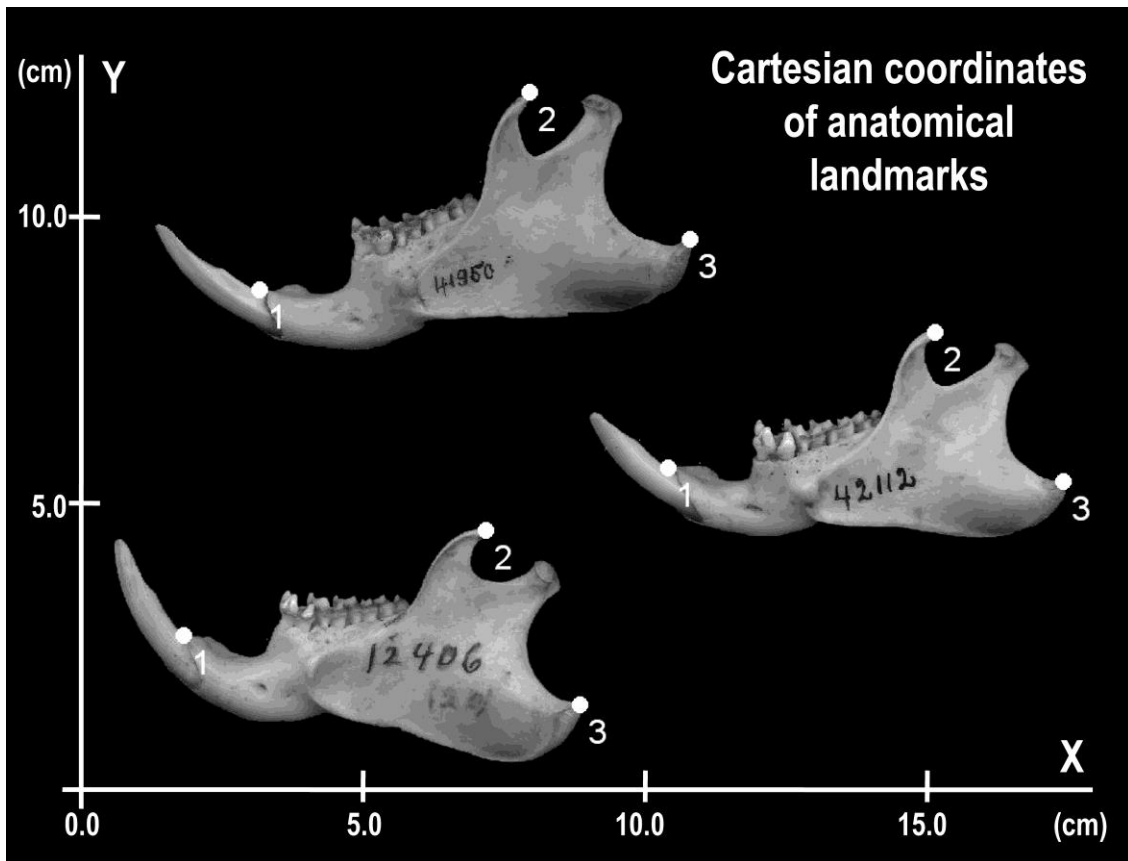 (cm) Y
Cartesian coordinates
of anatomical
landmarks
2
10.0
3
41950
1
2
5.0
1
42112
3
2
1
12406
(20)
3
X
0.0 5.0 10.0 15.0 (cm)